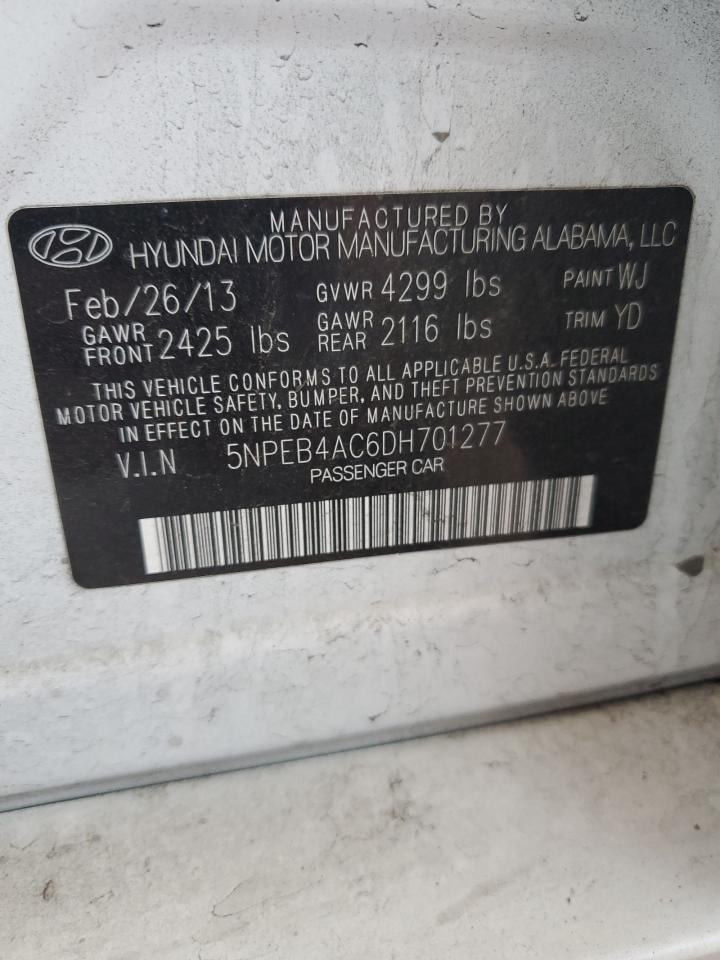 MANUFACTURED BY
HYUNDAI MOTOR MANUFACTURING ALABAMA, LLC
Feb/26/13 GVWR 4299 lbs PAINT WJ
GAWR FRONT 2425 lbs GAWR REAR 2116 lbs TRIM YD
THIS VEHICLE CONFORMS TO ALL APPLICABLE U.S.A. FEDERAL
MOTOR VEHICLE SAFETY, BUMPER, AND THEFT PREVENTION STANDARDS
IN EFFECT ON THE DATE OF MANUFACTURE SHOWN ABOVE
V.I.N 5NPEB4AC6DH701277
PASSENGER CAR